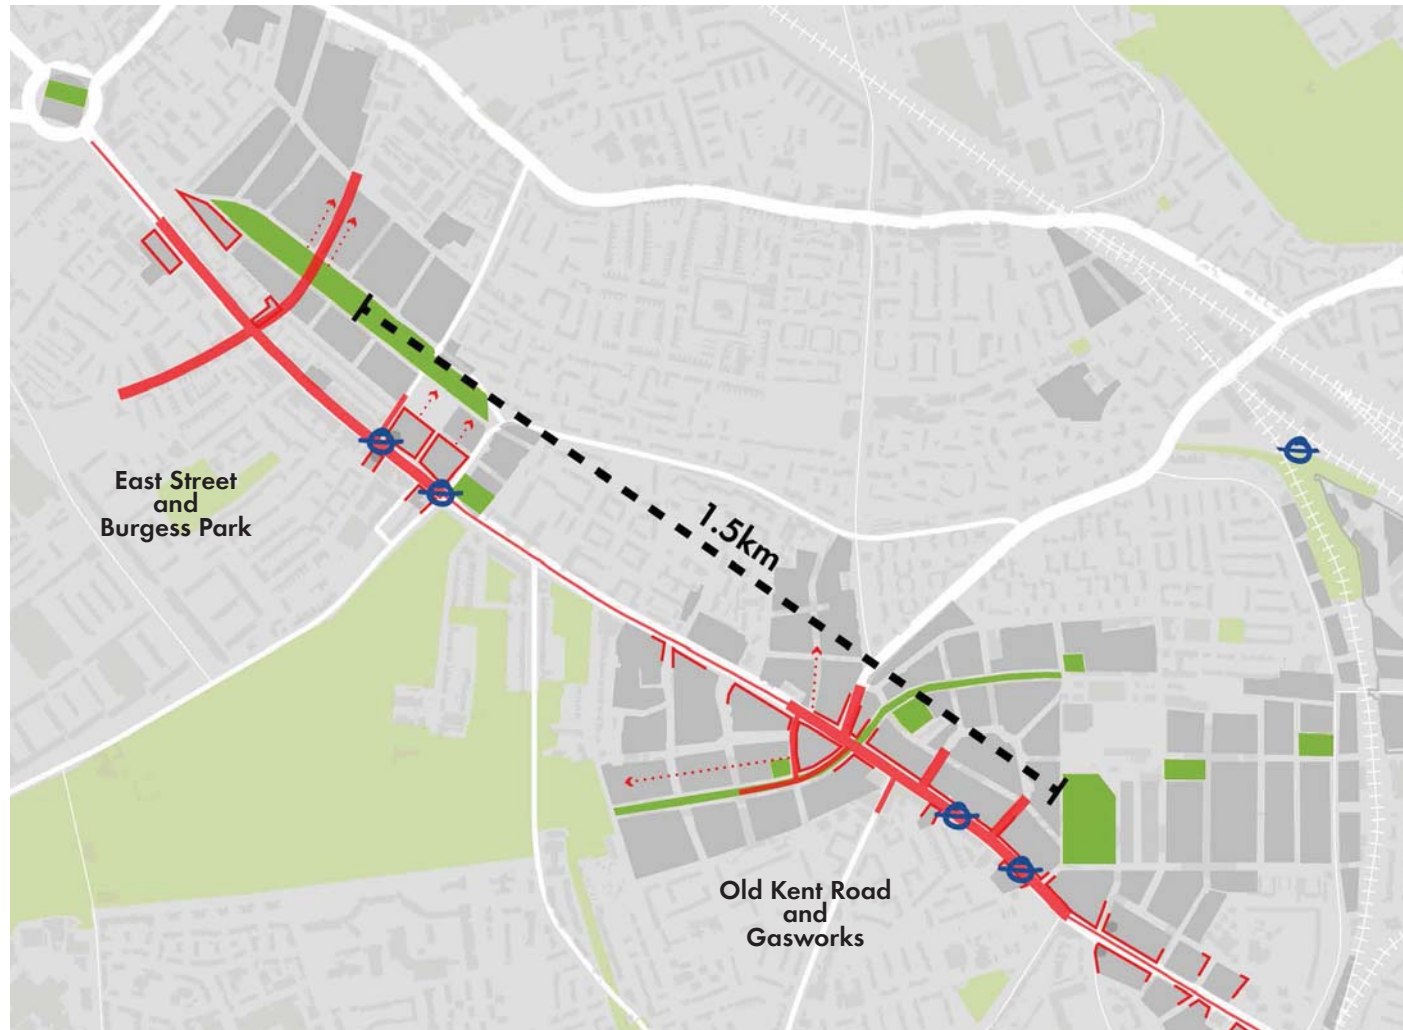 East Street
and
Burgess Park
1.5km
Old Kent Road
and
Gasworks